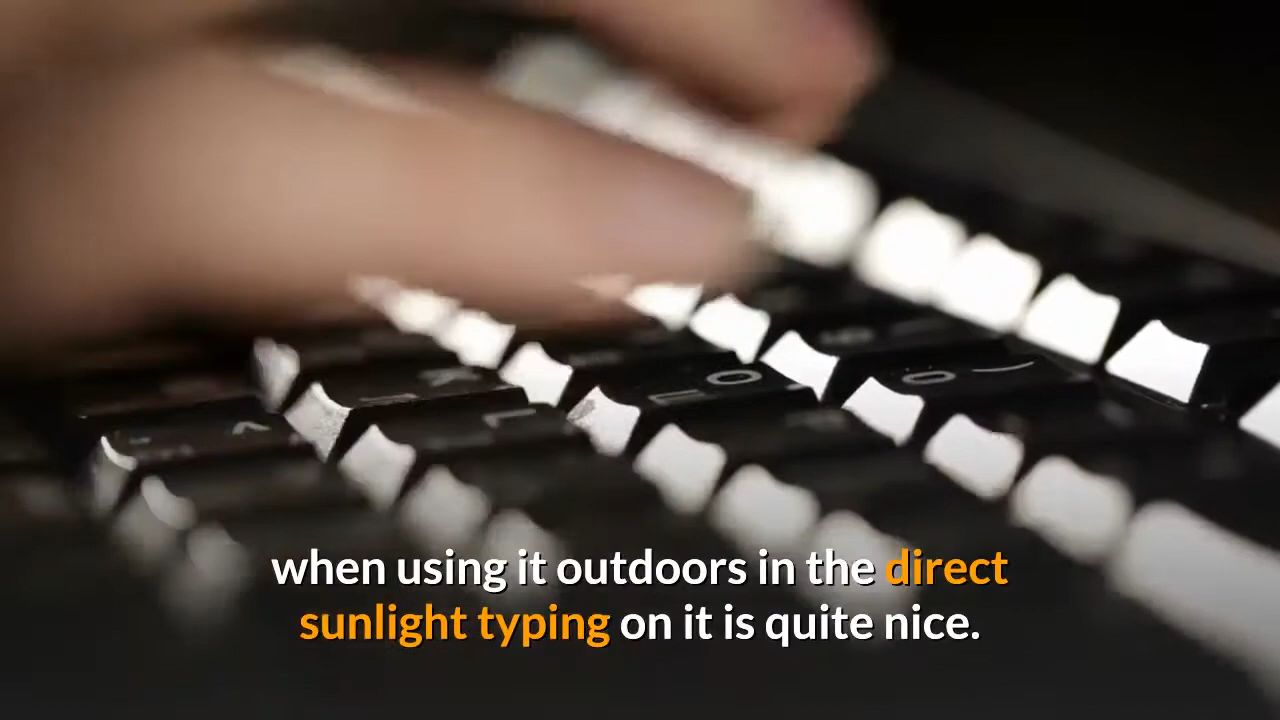 when using it outdoors in the direct
sunlight typing on it is quite nice.